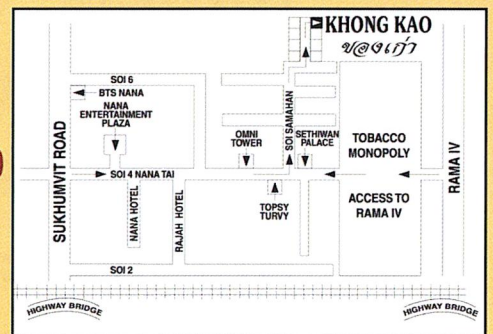 KHONG KAO
ของเก่า
SOI 6
BTS NANA
NANA
ENTERTAINMENT
PLAZA
SUKHUMVIT ROAD
SOI 4 NANA TAI
NANA HOTEL
RAJAH HOTEL
SOI 2
OMNI
TOWER
SOI SAMAHAN
SETHIWAN
PALACE
TOPSY
TURVY
TOBACCO
MONOPOLY
ACCESS TO
RAMA IV
RAMA IV
HIGHWAY BRIDGE
HIGHWAY BRIDGE